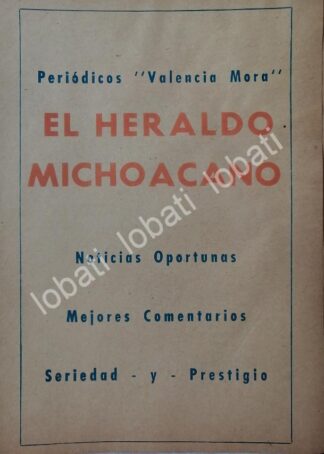 Periódicos "Valencia Mora"
EL HERALDO
MICHOACANO
lobati lobati lobati
Noticias Oportunas
Mejores Comentarios
Seriedad - y - Prestigio